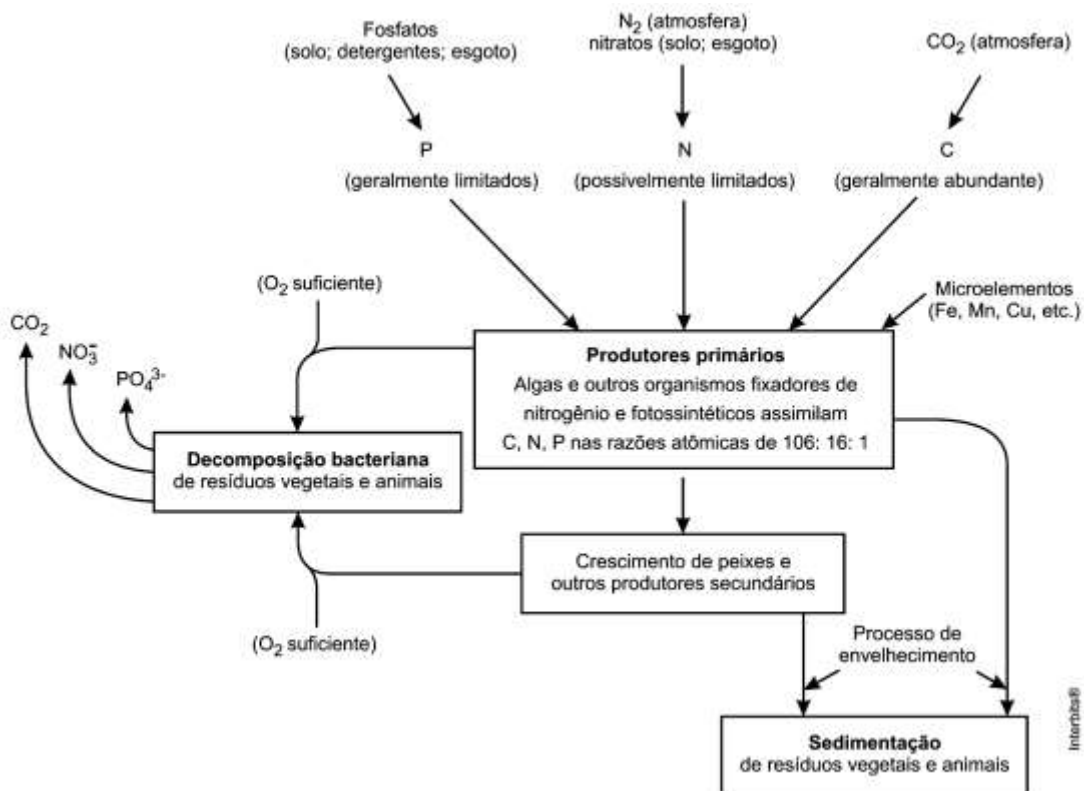 Fosfatos
(solo; detergentes; esgoto)
N₂ (atmosfera)
nitratos (solo; esgoto)
CO₂ (atmosfera)
P
(geralmente limitados)
N
(possivelmente limitados)
C
(geralmente abundante)
(O₂ suficiente)
Microelementos
(Fe, Mn, Cu, etc.)
CO₂
NO₃⁻
PO₄³⁻
Produtores primários
Algas e outros organismos fixadores de
nitrogênio e fotossintéticos assimilam
C, N, P nas razões atômicas de 106: 16: 1
Decomposição bacteriana
de resíduos vegetais e animais
Crescimento de peixes e
outros produtores secundários
(O₂ suficiente)
Processo de
envelhecimento
Sedimentação
de resíduos vegetais e animais
Interbits®